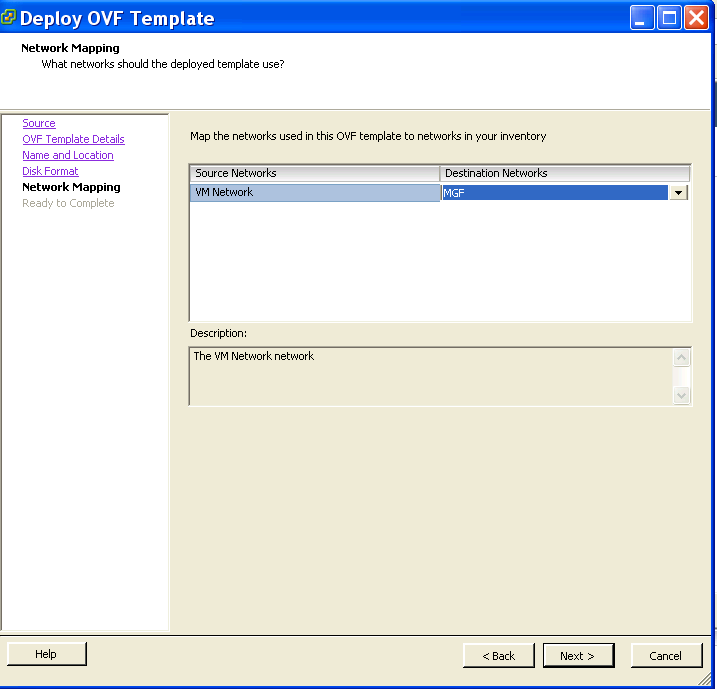 Deploy OVF Template
Network Mapping
What networks should the deployed template use?
Source
OVF Template Details
Name and Location
Disk Format
Network Mapping
Ready to Complete
Map the networks used in this OVF template to networks in your inventory
Source Networks Destination Networks
VM Network MGF
Description:
The VM Network network
Help < Back Next > Cancel